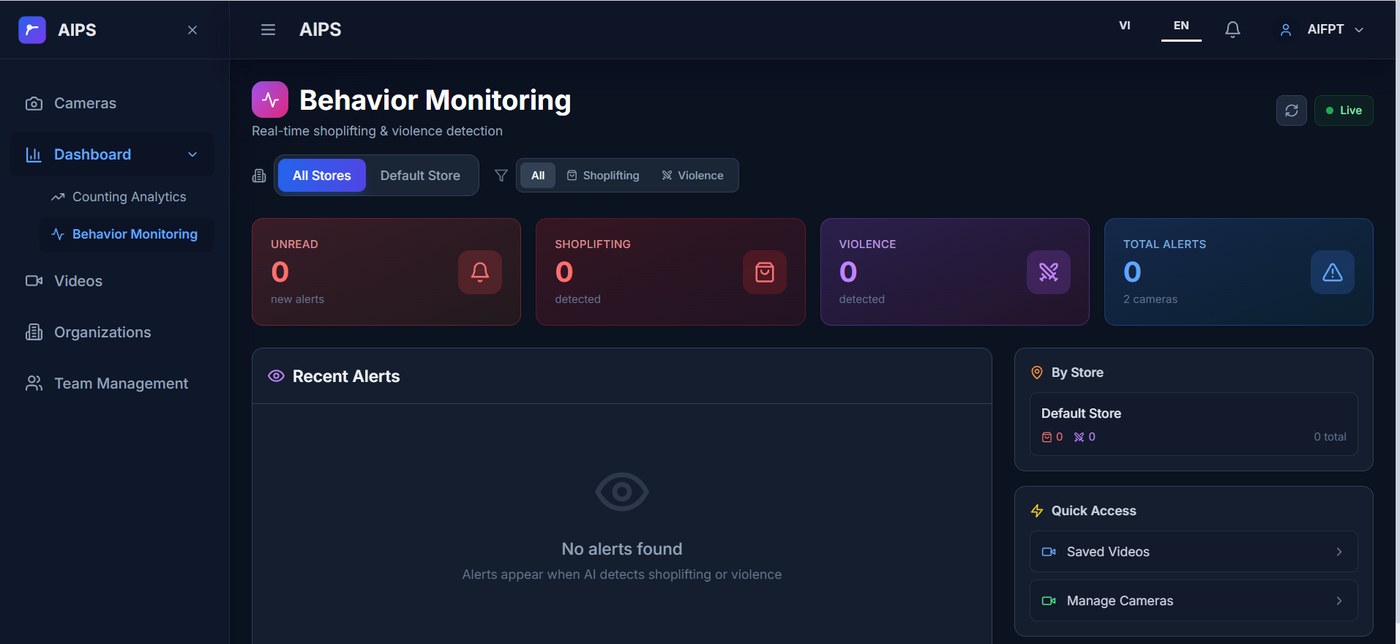 AIPS
Cameras
Dashboard
Counting Analytics
Behavior Monitoring
Videos
Organizations
Team Management
AIPS
VI
EN
AIFPT
Behavior Monitoring
Real-time shoplifting & violence detection
Live
All Stores
Default Store
All
Shoplifting
Violence
UNREAD
0
new alerts
SHOPLIFTING
0
detected
VIOLENCE
0
detected
TOTAL ALERTS
0
2 cameras
Recent Alerts
No alerts found
Alerts appear when AI detects shoplifting or violence
By Store
Default Store
0 0 0 total
Quick Access
Saved Videos
Manage Cameras